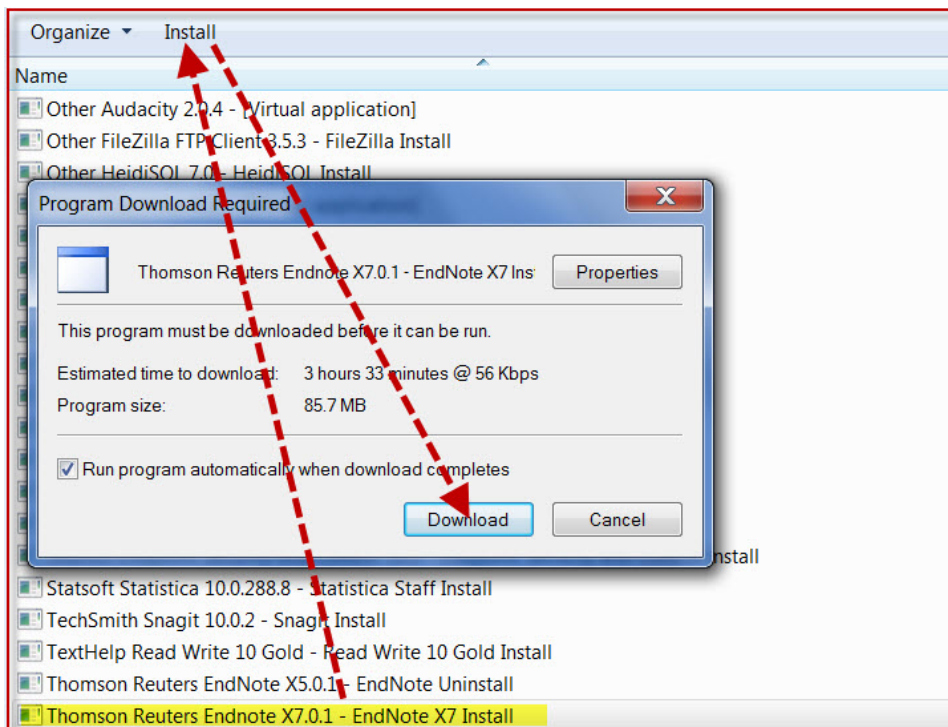 Organize Install
Name
Other Audacity 2.0.4 - [Virtual application]
Other FileZilla FTP Client 3.5.3 - FileZilla Install
Other HeidiSQL 7.0 - HeidiSQL Install
Program Download Required
Thomson Reuters Endnote X7.0.1 - EndNote X7 Ins
Properties
This program must be downloaded before it can be run.
Estimated time to download: 3 hours 33 minutes @ 56 Kbps
Program size: 85.7 MB
Run program automatically when download completes
Download Cancel
nstall
Statsoft Statistica 10.0.288.8 - Statistica Staff Install
TechSmith Snagit 10.0.2 - Snagit Install
TextHelp Read Write 10 Gold - Read Write 10 Gold Install
Thomson Reuters EndNote X5.0.1 - EndNote Uninstall
Thomson Reuters Endnote X7.0.1 - EndNote X7 Install